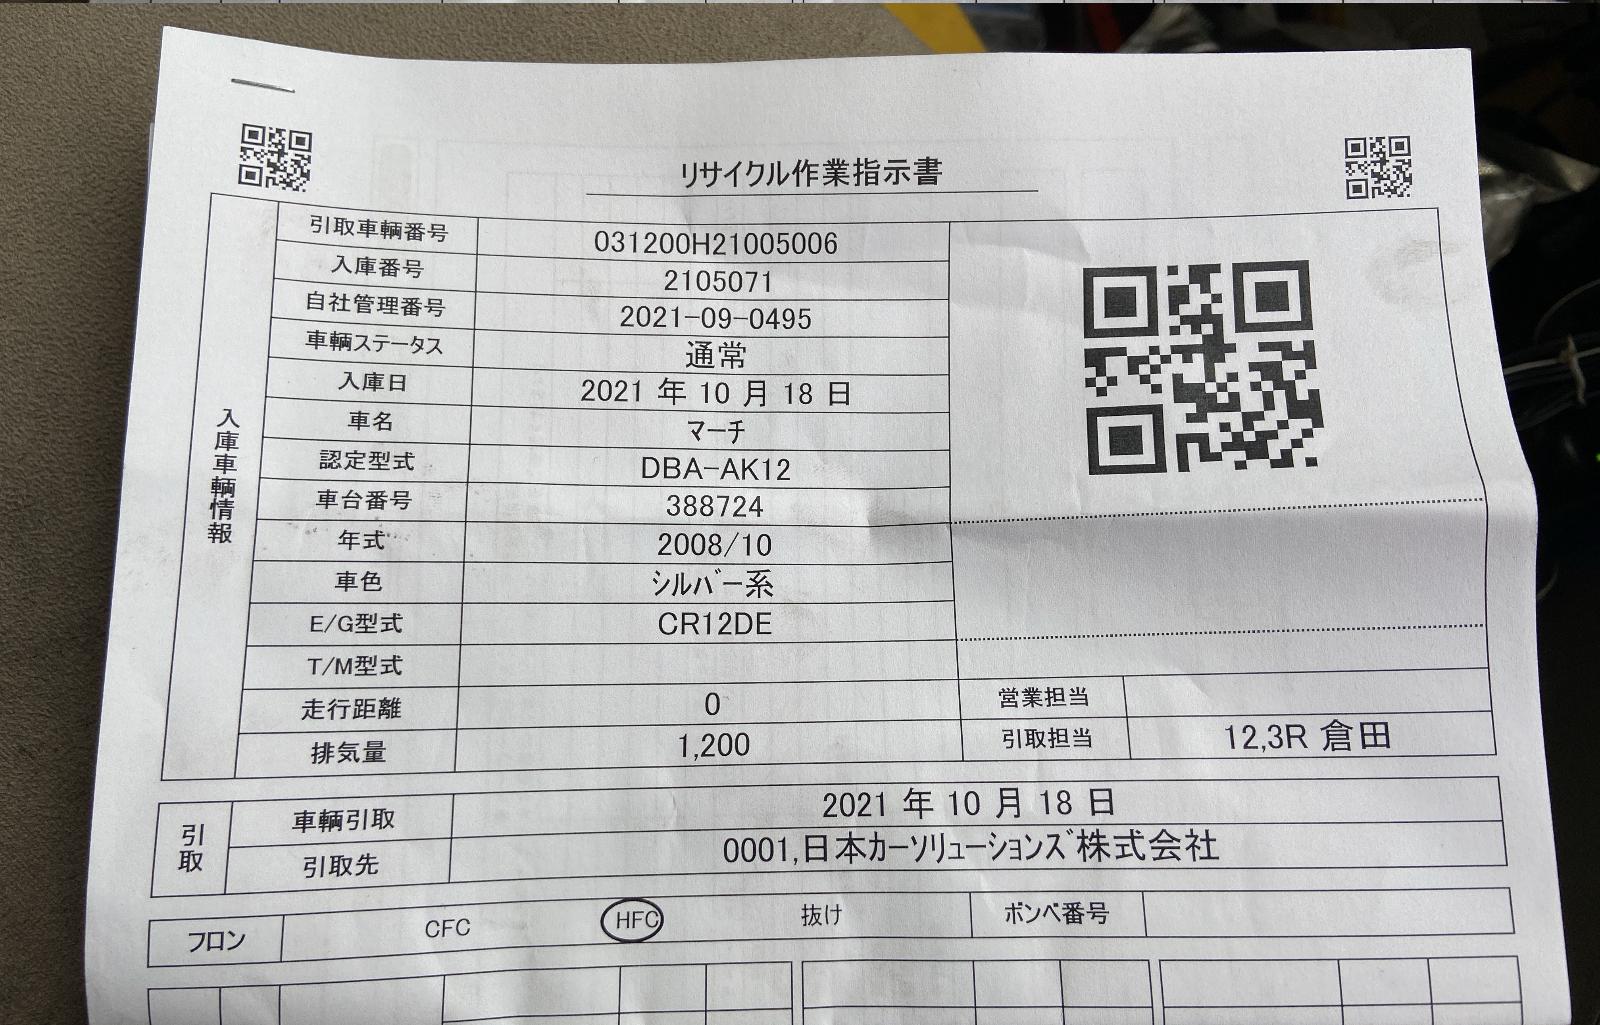 リサイクル作業指示書
入庫車輌情報
引取車輌番号 031200H21005006
入庫番号 2105071
自社管理番号 2021-09-0495
車輌ステータス 通常
入庫日 2021 年 10 月 18 日
車名 マーチ
認定型式 DBA-AK12
車台番号 388724
年式 2008/10
車色 シルバー系
E/G型式 CR12DE
T/M型式
走行距離 0 営業担当
排気量 1,200 引取担当 12,3R 倉田
引取
車輌引取 2021 年 10 月 18 日
引取先 0001,日本カーソリューションズ株式会社
フロン CFC HFC 抜け ボンベ番号